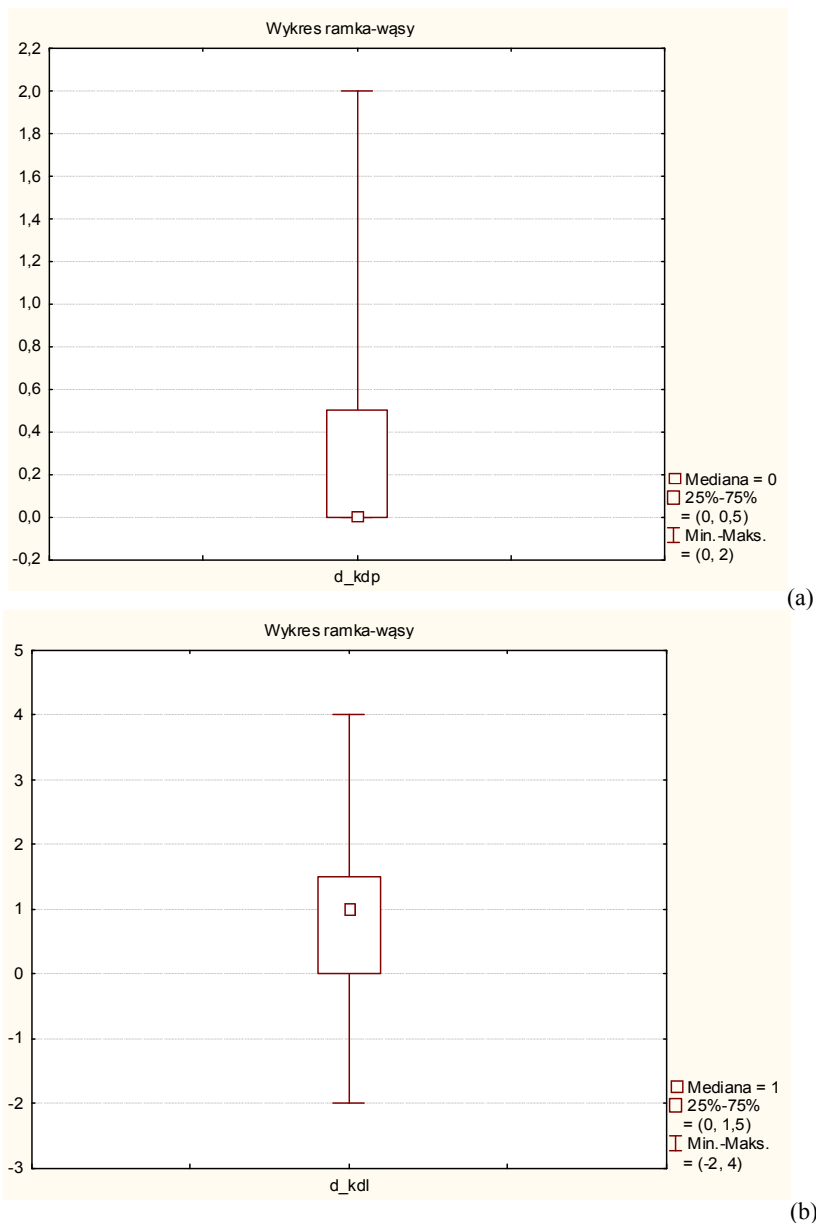 Wykres ramka-wąsy
2,2
2,0
1,8
1,6
1,4
1,2
1,0
0,8
0,6
0,4
0,2
0,0
-0,2
d_kdp
Mediana = 0
25%-75%
= (0, 0,5)
Min.-Maks.
= (0, 2)
(a)
Wykres ramka-wąsy
5
4
3
2
1
0
-1
-2
-3
d_kdl
Mediana = 1
25%-75%
= (0, 1,5)
Min.-Maks.
= (-2, 4)
(b)